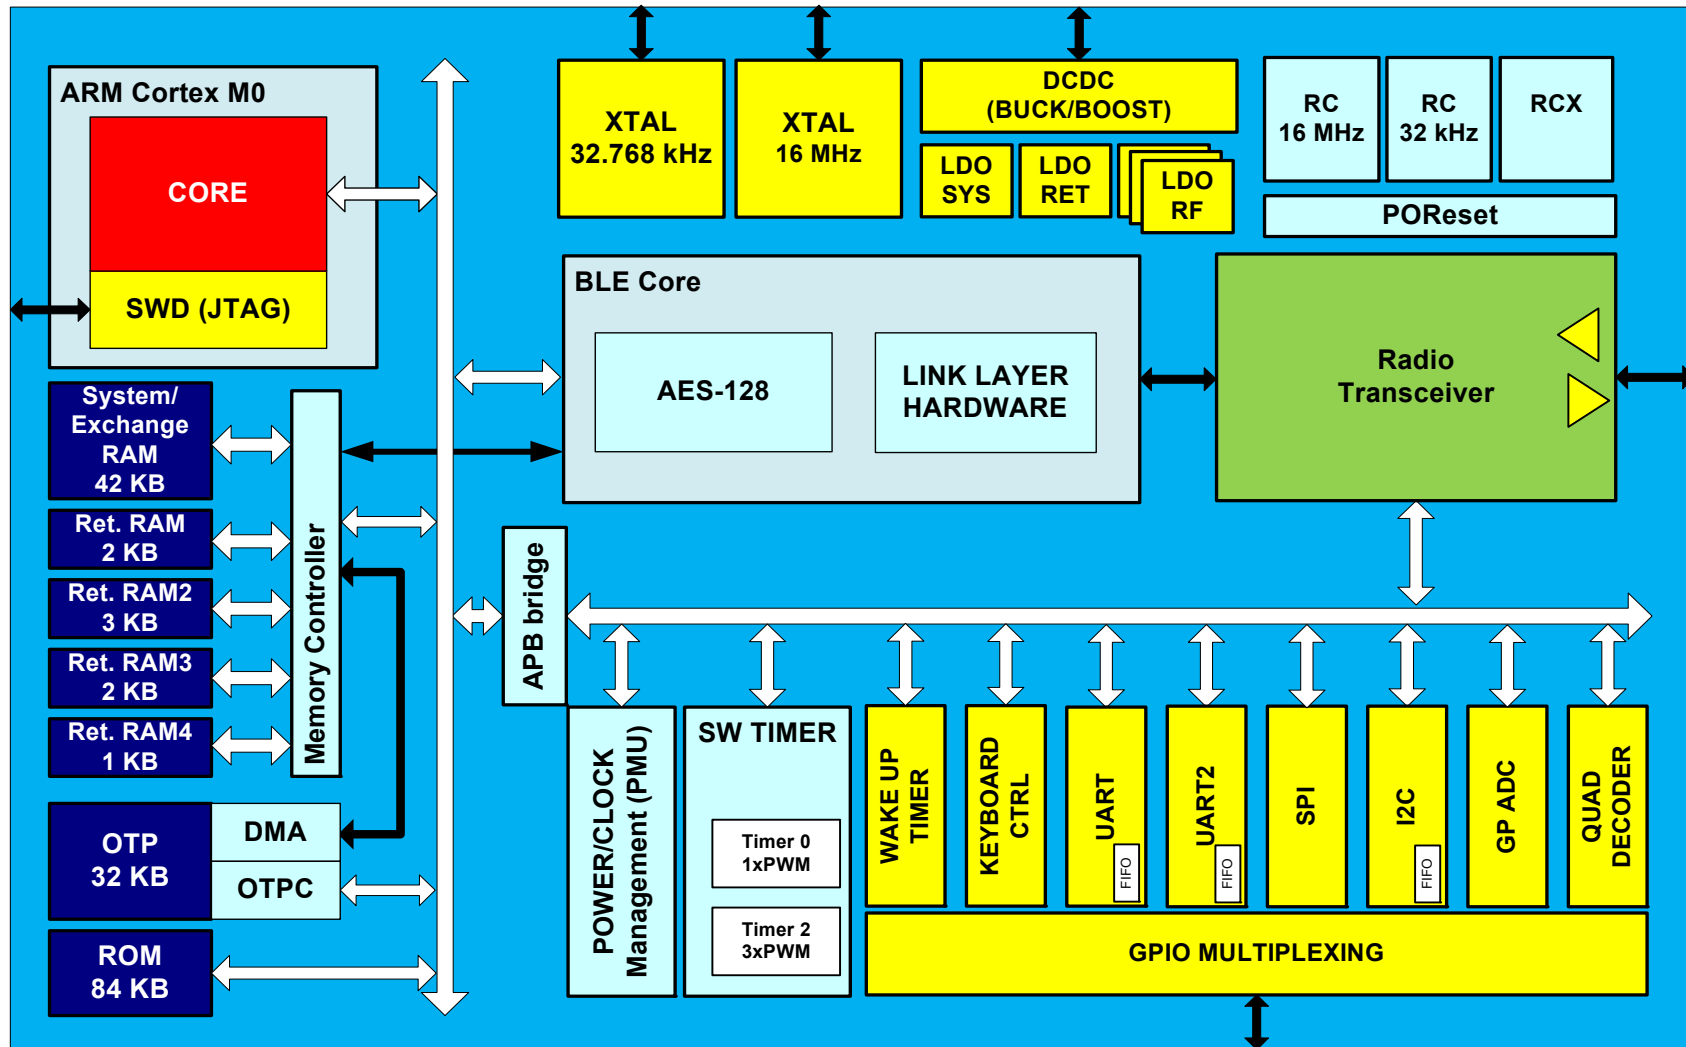 ARM Cortex M0
CORE
SWD (JTAG)
XTAL
32.768 kHz
XTAL
16 MHz
DCDC
(BUCK/BOOST)
LDO
SYS
LDO
RET
LDO
RF
RC
16 MHz
RC
32 kHz
RCX
POReset
BLE Core
AES-128
LINK LAYER
HARDWARE
Radio
Transceiver
System/
Exchange
RAM
42 KB
Ret. RAM
2 KB
Ret. RAM2
3 KB
Ret. RAM3
2 KB
Ret. RAM4
1 KB
Memory Controller
OTP
32 KB
DMA
OTPC
ROM
84 KB
APB bridge
POWER/CLOCK
Management (PMU)
SW TIMER
Timer 0
1xPWM
Timer 2
3xPWM
WAKE UP
TIMER
KEYBOARD
CTRL
UART
FIFO
UART2
FIFO
SPI
I2C
FIFO
GP ADC
QUAD
DECODER
GPIO MULTIPLEXING